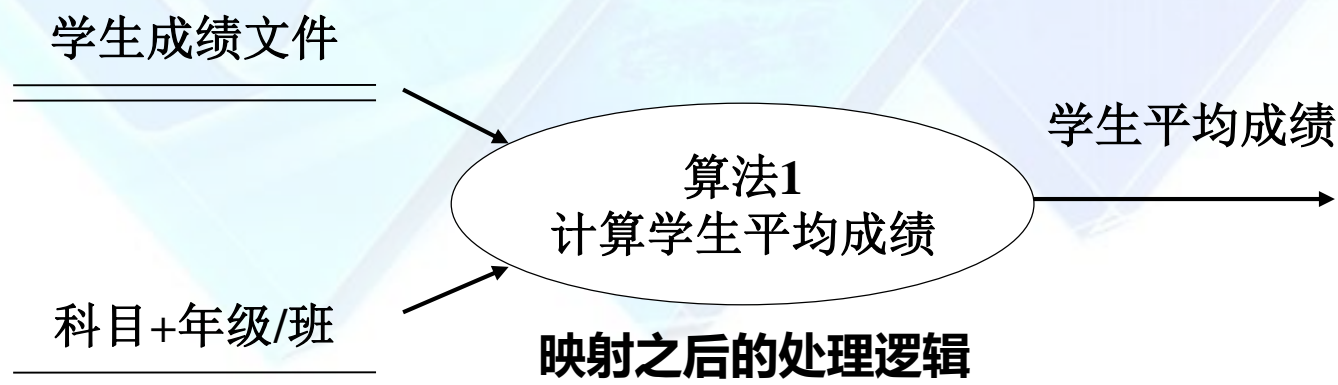 学生成绩文件
学生平均成绩
算法1
计算学生平均成绩
科目+年级/班
映射之后的处理逻辑